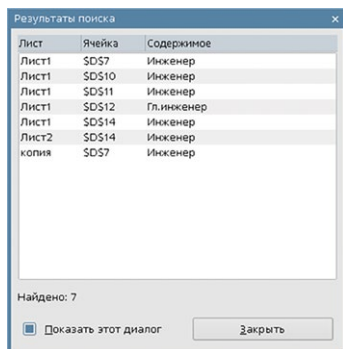 Результаты поиска ×
Лист Ячейка Содержимое
Лист1 $D$7 Инженер
Лист1 $D$10 Инженер
Лист1 $D$11 Инженер
Лист1 $D$12 Гл.инженер
Лист1 $D$14 Инженер
Лист2 $D$14 Инженер
копия $D$7 Инженер
Найдено: 7
Показать этот диалог Закрыть